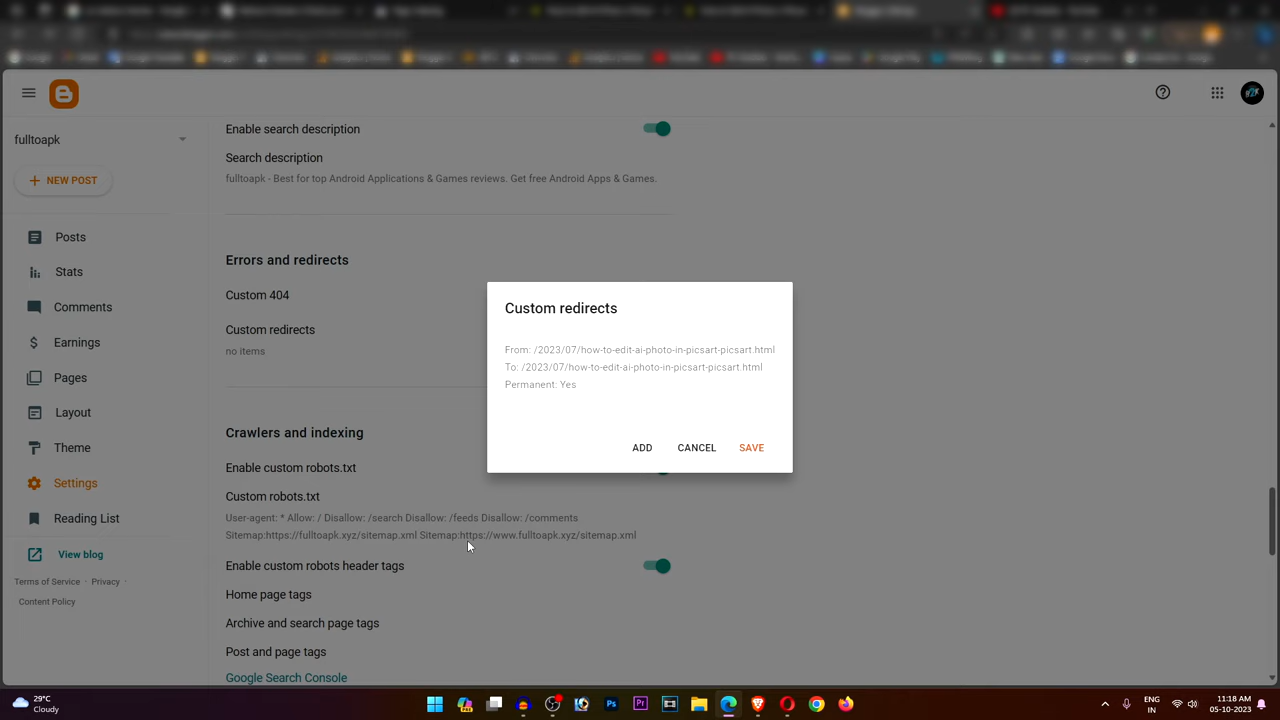 fulltoapk
NEW POST
Posts
Stats
Comments
Earnings
Pages
Layout
Theme
Settings
Reading List
View blog
Terms of Service · Privacy ·
Content Policy
Enable search description
Search description
fulltoapk - Best for top Android Applications & Games reviews. Get free Android Apps & Games.
Errors and redirects
Custom 404
Custom redirects
no items
Crawlers and indexing
Enable custom robots.txt
Custom robots.txt
User-agent: * Allow: / Disallow: /search Disallow: /feeds Disallow: /comments
Sitemap:https://fulltoapk.xyz/sitemap.xml Sitemap:https://www.fulltoapk.xyz/sitemap.xml
Enable custom robots header tags
Home page tags
Archive and search page tags
Post and page tags
Google Search Console
Custom redirects
From: /2023/07/how-to-edit-ai-photo-in-picsart-picsart.html
To: /2023/07/how-to-edit-ai-photo-in-picsart-picsart.html
Permanent: Yes
ADD CANCEL SAVE
29°C
Cloudy
ENG
IN
11:18 AM
05-10-2023